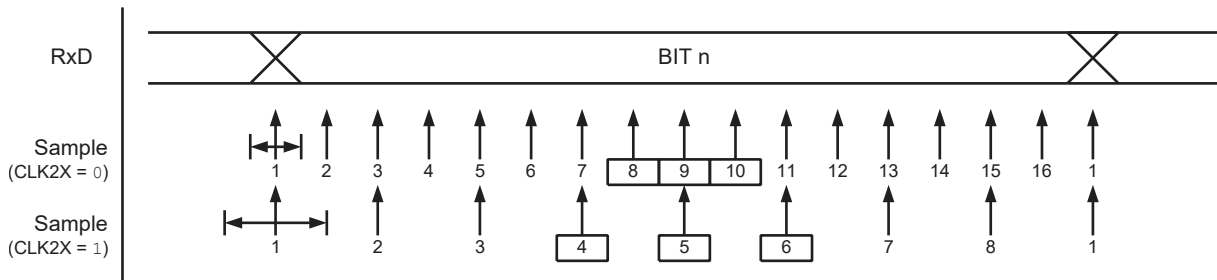 RxD
BIT n
Sample
(CLK2X = 0)
1 2 3 4 5 6 7 8 9 10 11 12 13 14 15 16 1
Sample
(CLK2X = 1)
1 2 3 4 5 6 7 8 1